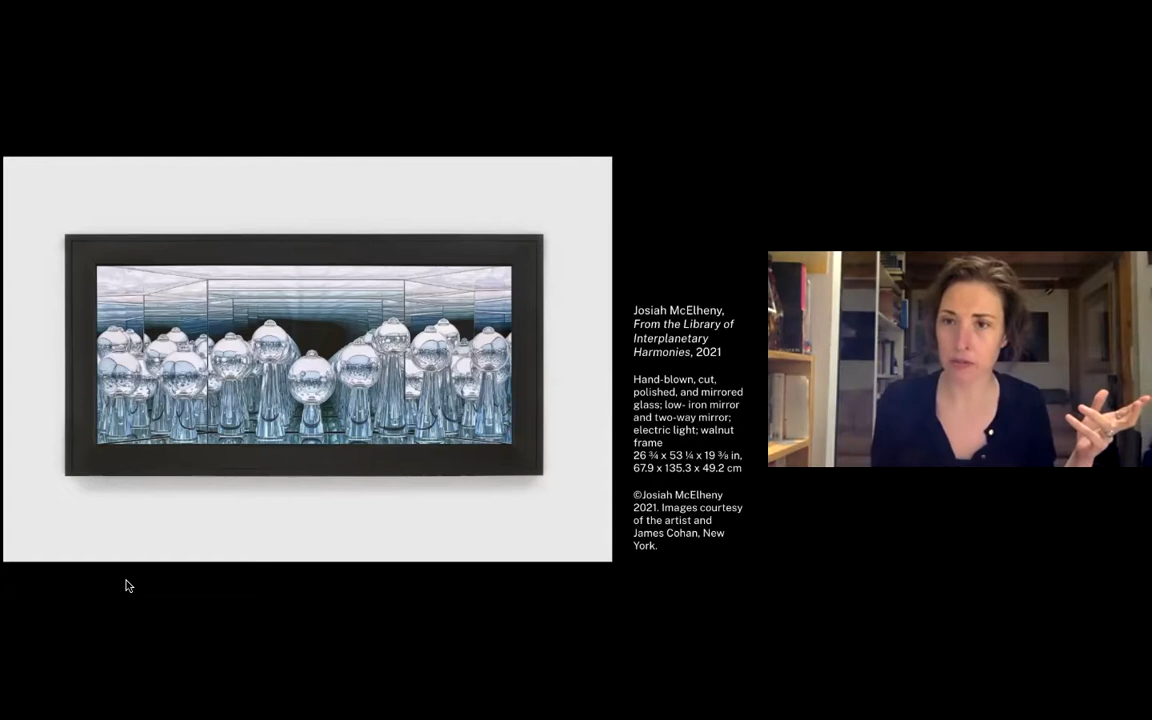 Josiah McElheny,
From the Library of
Interplanetary
Harmonies, 2021
Hand-blown, cut,
polished, and mirrored
glass; low- iron mirror
and two-way mirror;
electric light; walnut
frame
26 ¾ x 53 ¼ x 19 ⅜ in,
67.9 x 135.3 x 49.2 cm
©Josiah McElheny
2021. Images courtesy
of the artist and
James Cohan, New
York.